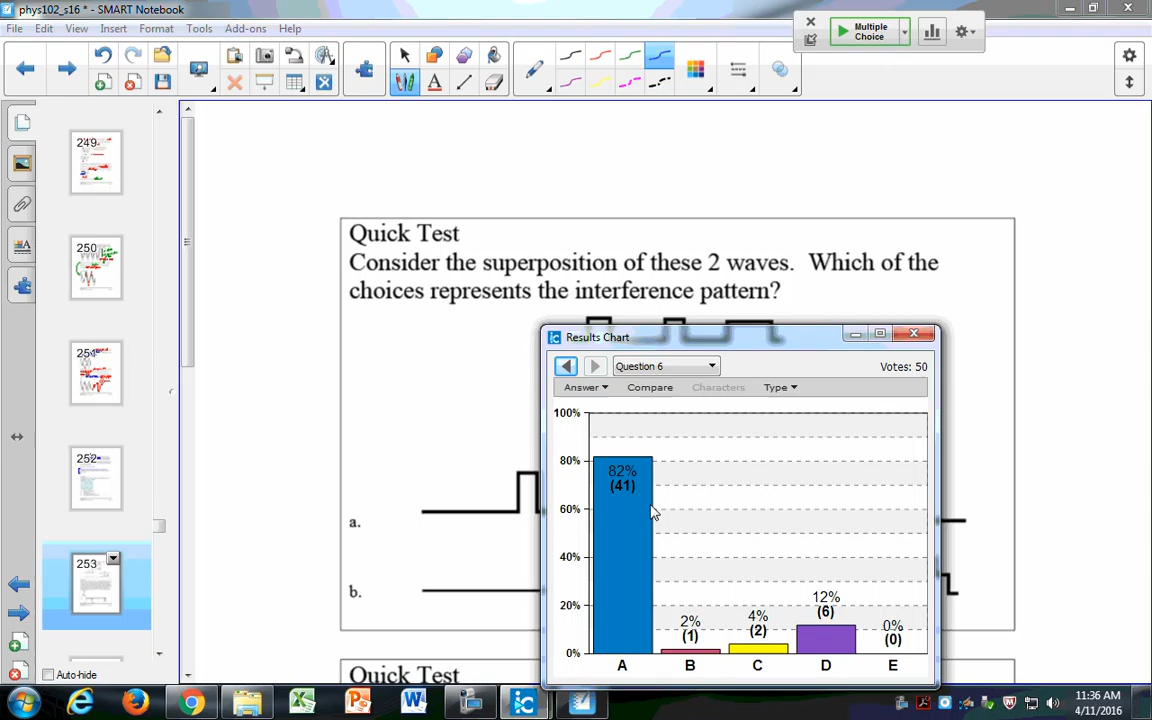 phys102_s16 * - SMART Notebook
File Edit View Insert Format Tools Add-ons Help
Multiple
Choice
249
250
251
252
253
Auto-hide
Quick Test
Consider the superposition of these 2 waves. Which of the
choices represents the interference pattern?
a.
b.
Quick Test
Results Chart
Question 6
Votes: 50
Answer Compare Characters Type
100%
80%
60%
40%
20%
0%
82%
(41)
2%
(1)
4%
(2)
12%
(6)
0%
(0)
A B C D E
11:36 AM
4/11/2016